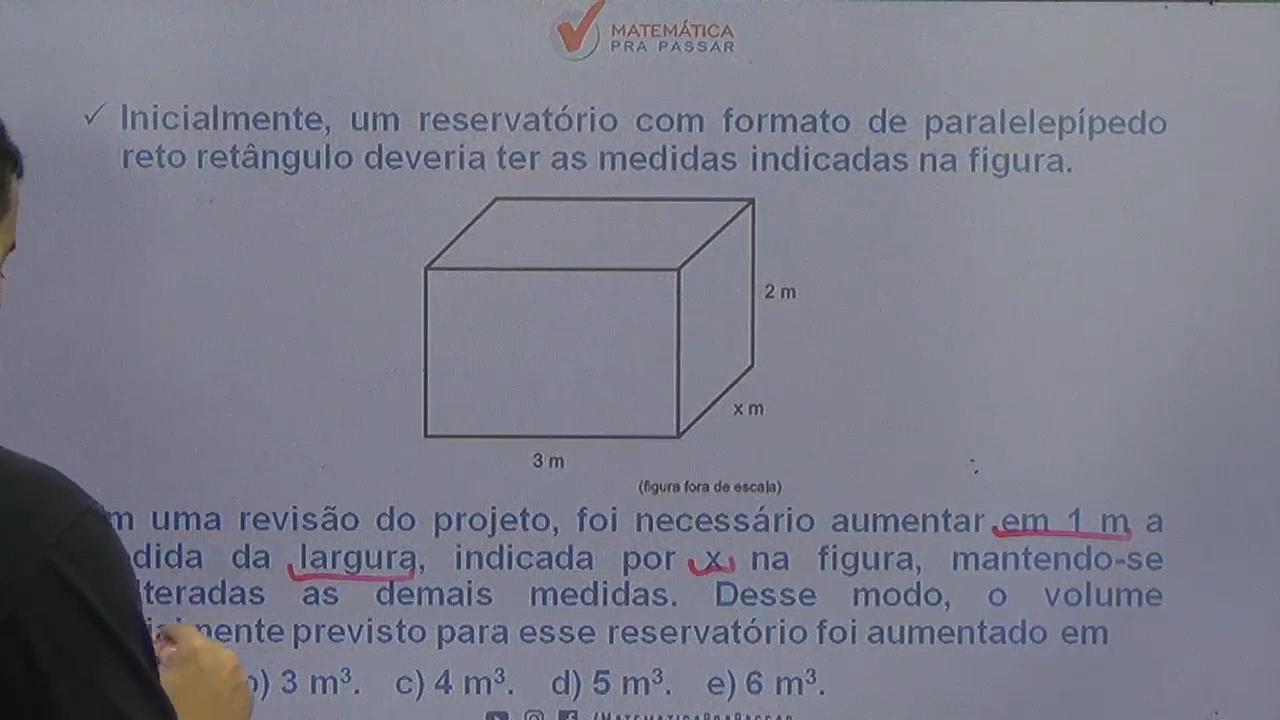 MATEMÁTICA
PRA PASSAR
✓ Inicialmente, um reservatório com formato de paralelepípedo
reto retângulo deveria ter as medidas indicadas na figura.
2 m
x m
3 m
(figura fora de escala)
m uma revisão do projeto, foi necessário aumentar em 1 m a
dida da largura, indicada por x na figura, mantendo-se
lteradas as demais medidas. Desse modo, o volume
mente previsto para esse reservatório foi aumentado em
) 3 m³. c) 4 m³. d) 5 m³. e) 6 m³.
/MATEMATICAPRAPASSAR